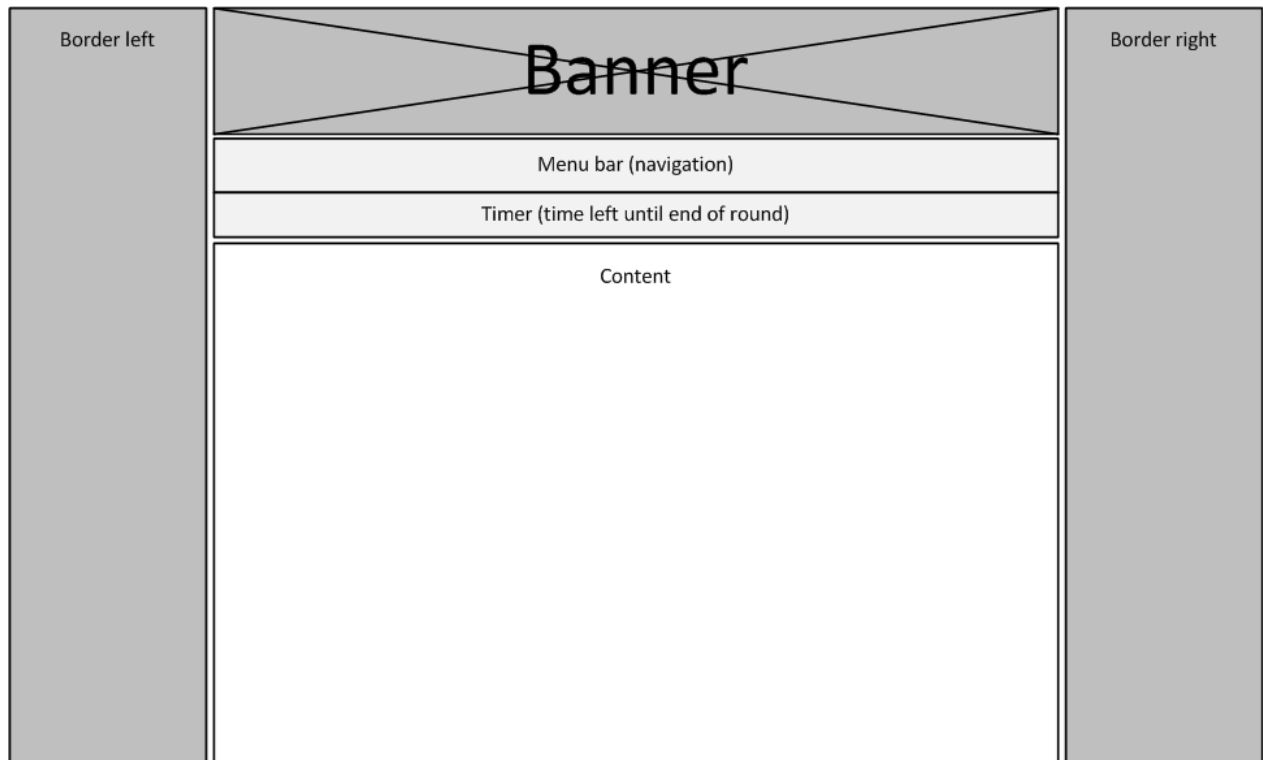 Border left
Banner
Border right
Menu bar (navigation)
Timer (time left until end of round)
Content